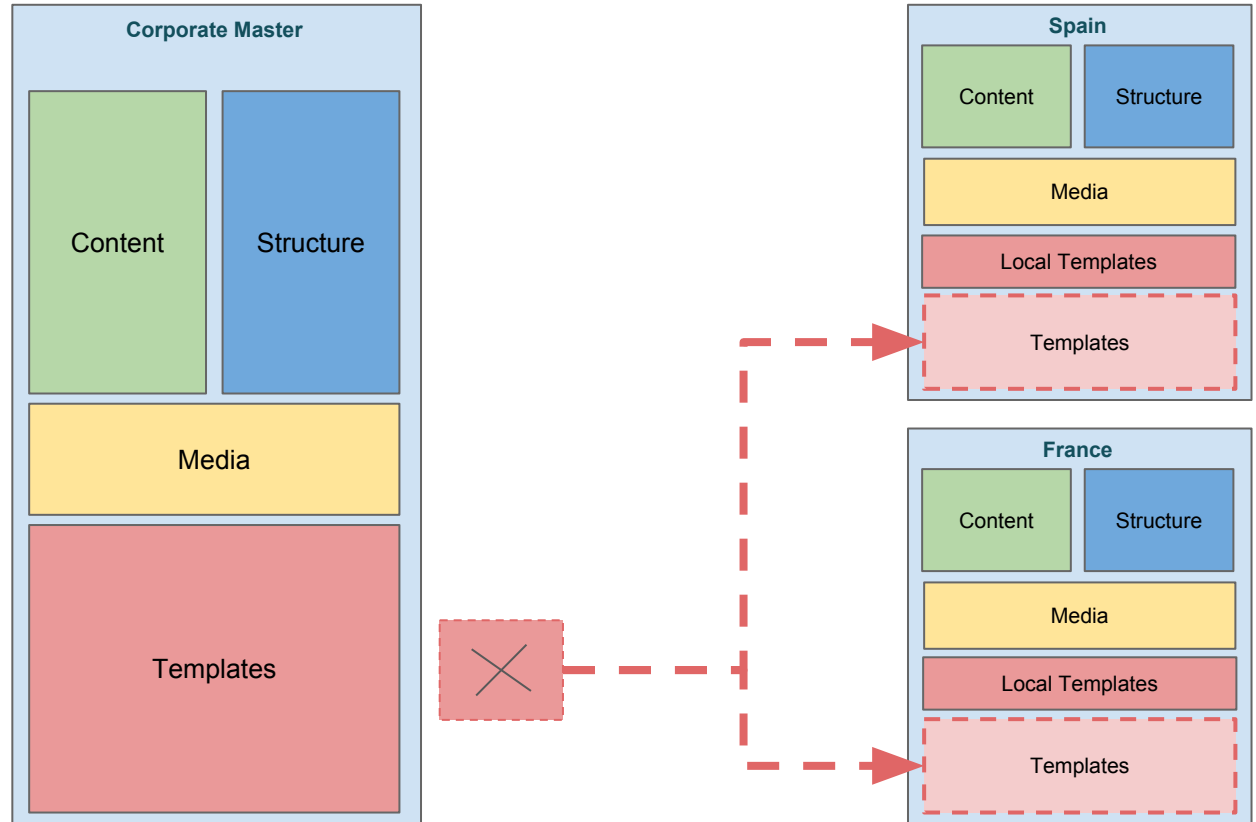 Corporate Master
Content
Structure
Media
Templates
Spain
Content
Structure
Media
Local Templates
Templates
France
Content
Structure
Media
Local Templates
Templates